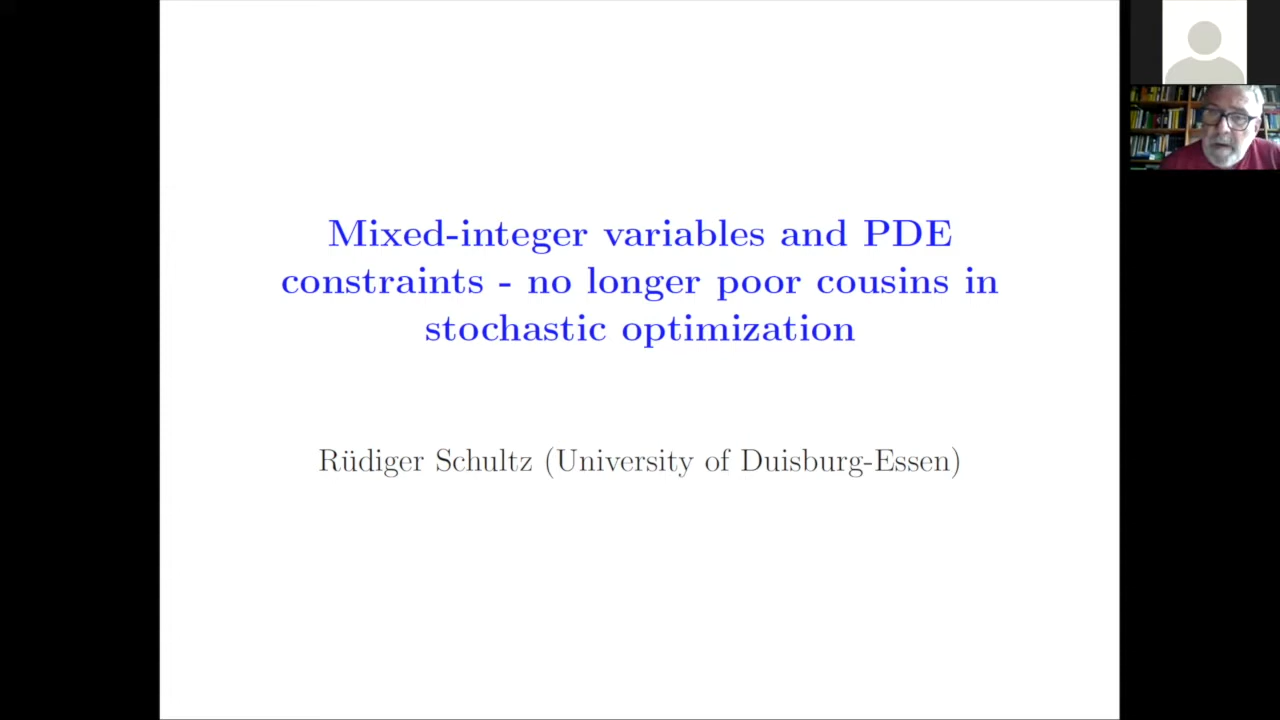 Mixed-integer variables and PDE
constraints - no longer poor cousins in
stochastic optimization
Rüdiger Schultz (University of Duisburg-Essen)